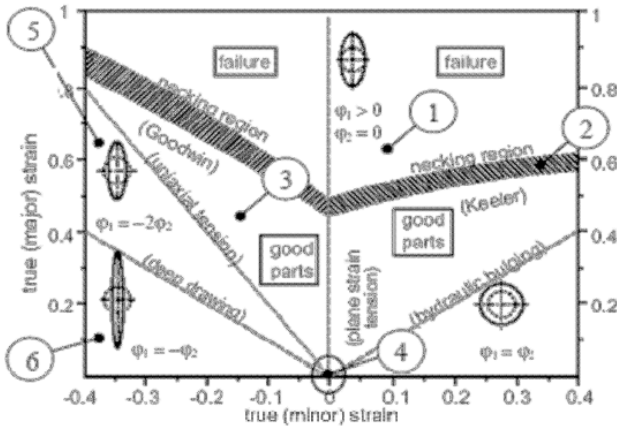 1
1
5
failure
failure
1
0.8
φ₁ > 0
φ₂ = 0
necking region
necking region
2
(Goodwin)
0.6
0.6
(uniaxial tension)
3
(Keeler)
φ₁ = -2φ₂
good
parts
good
parts
0.4
0.4
true (major) strain
(deep drawing)
(plane strain
tension)
(hydraulic bulging)
0.2
0.2
6
φ₁ = -φ₂
4
φ₁ = φ₂
-0.4
-0.3
-0.2
-0.1
0
0.1
0.2
0.3
0.4
true (minor) strain